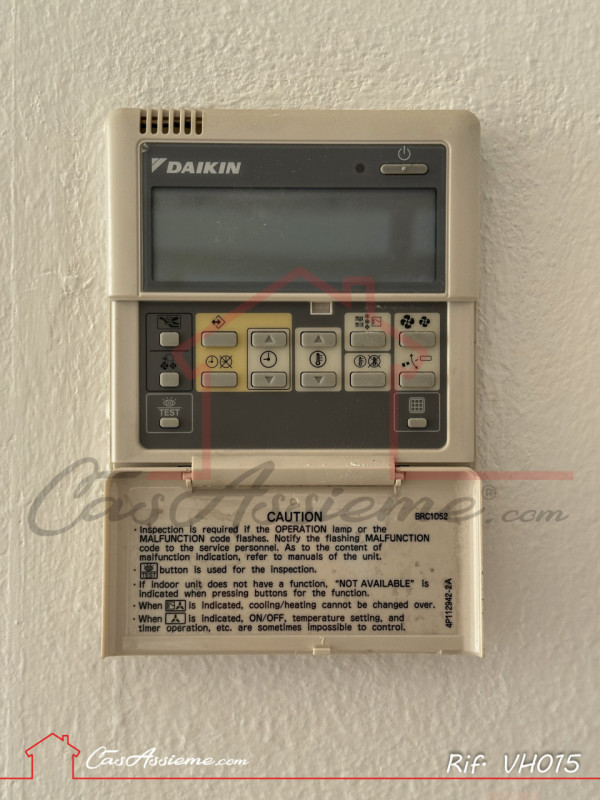 DAIKIN
TEST
CasAssieme®.com
CAUTION
BRC1D52
· Inspection is required if the OPERATION lamp or the
MALFUNCTION code flashes. Notify the flashing MALFUNCTION
code to the service personnel. As to the content of
malfunction indication, refer to manuals of the unit.
· TEST button is used for the inspection.
· If indoor unit does not have a function, "NOT AVAILABLE" is
indicated when pressing buttons for the function.
· When is indicated, cooling/heating cannot be changed over.
· When is indicated, ON/OFF, temperature setting, and
timer operation, etc. are sometimes impossible to control.
4P112942-2A
CasAssieme.com
Rif. VH015